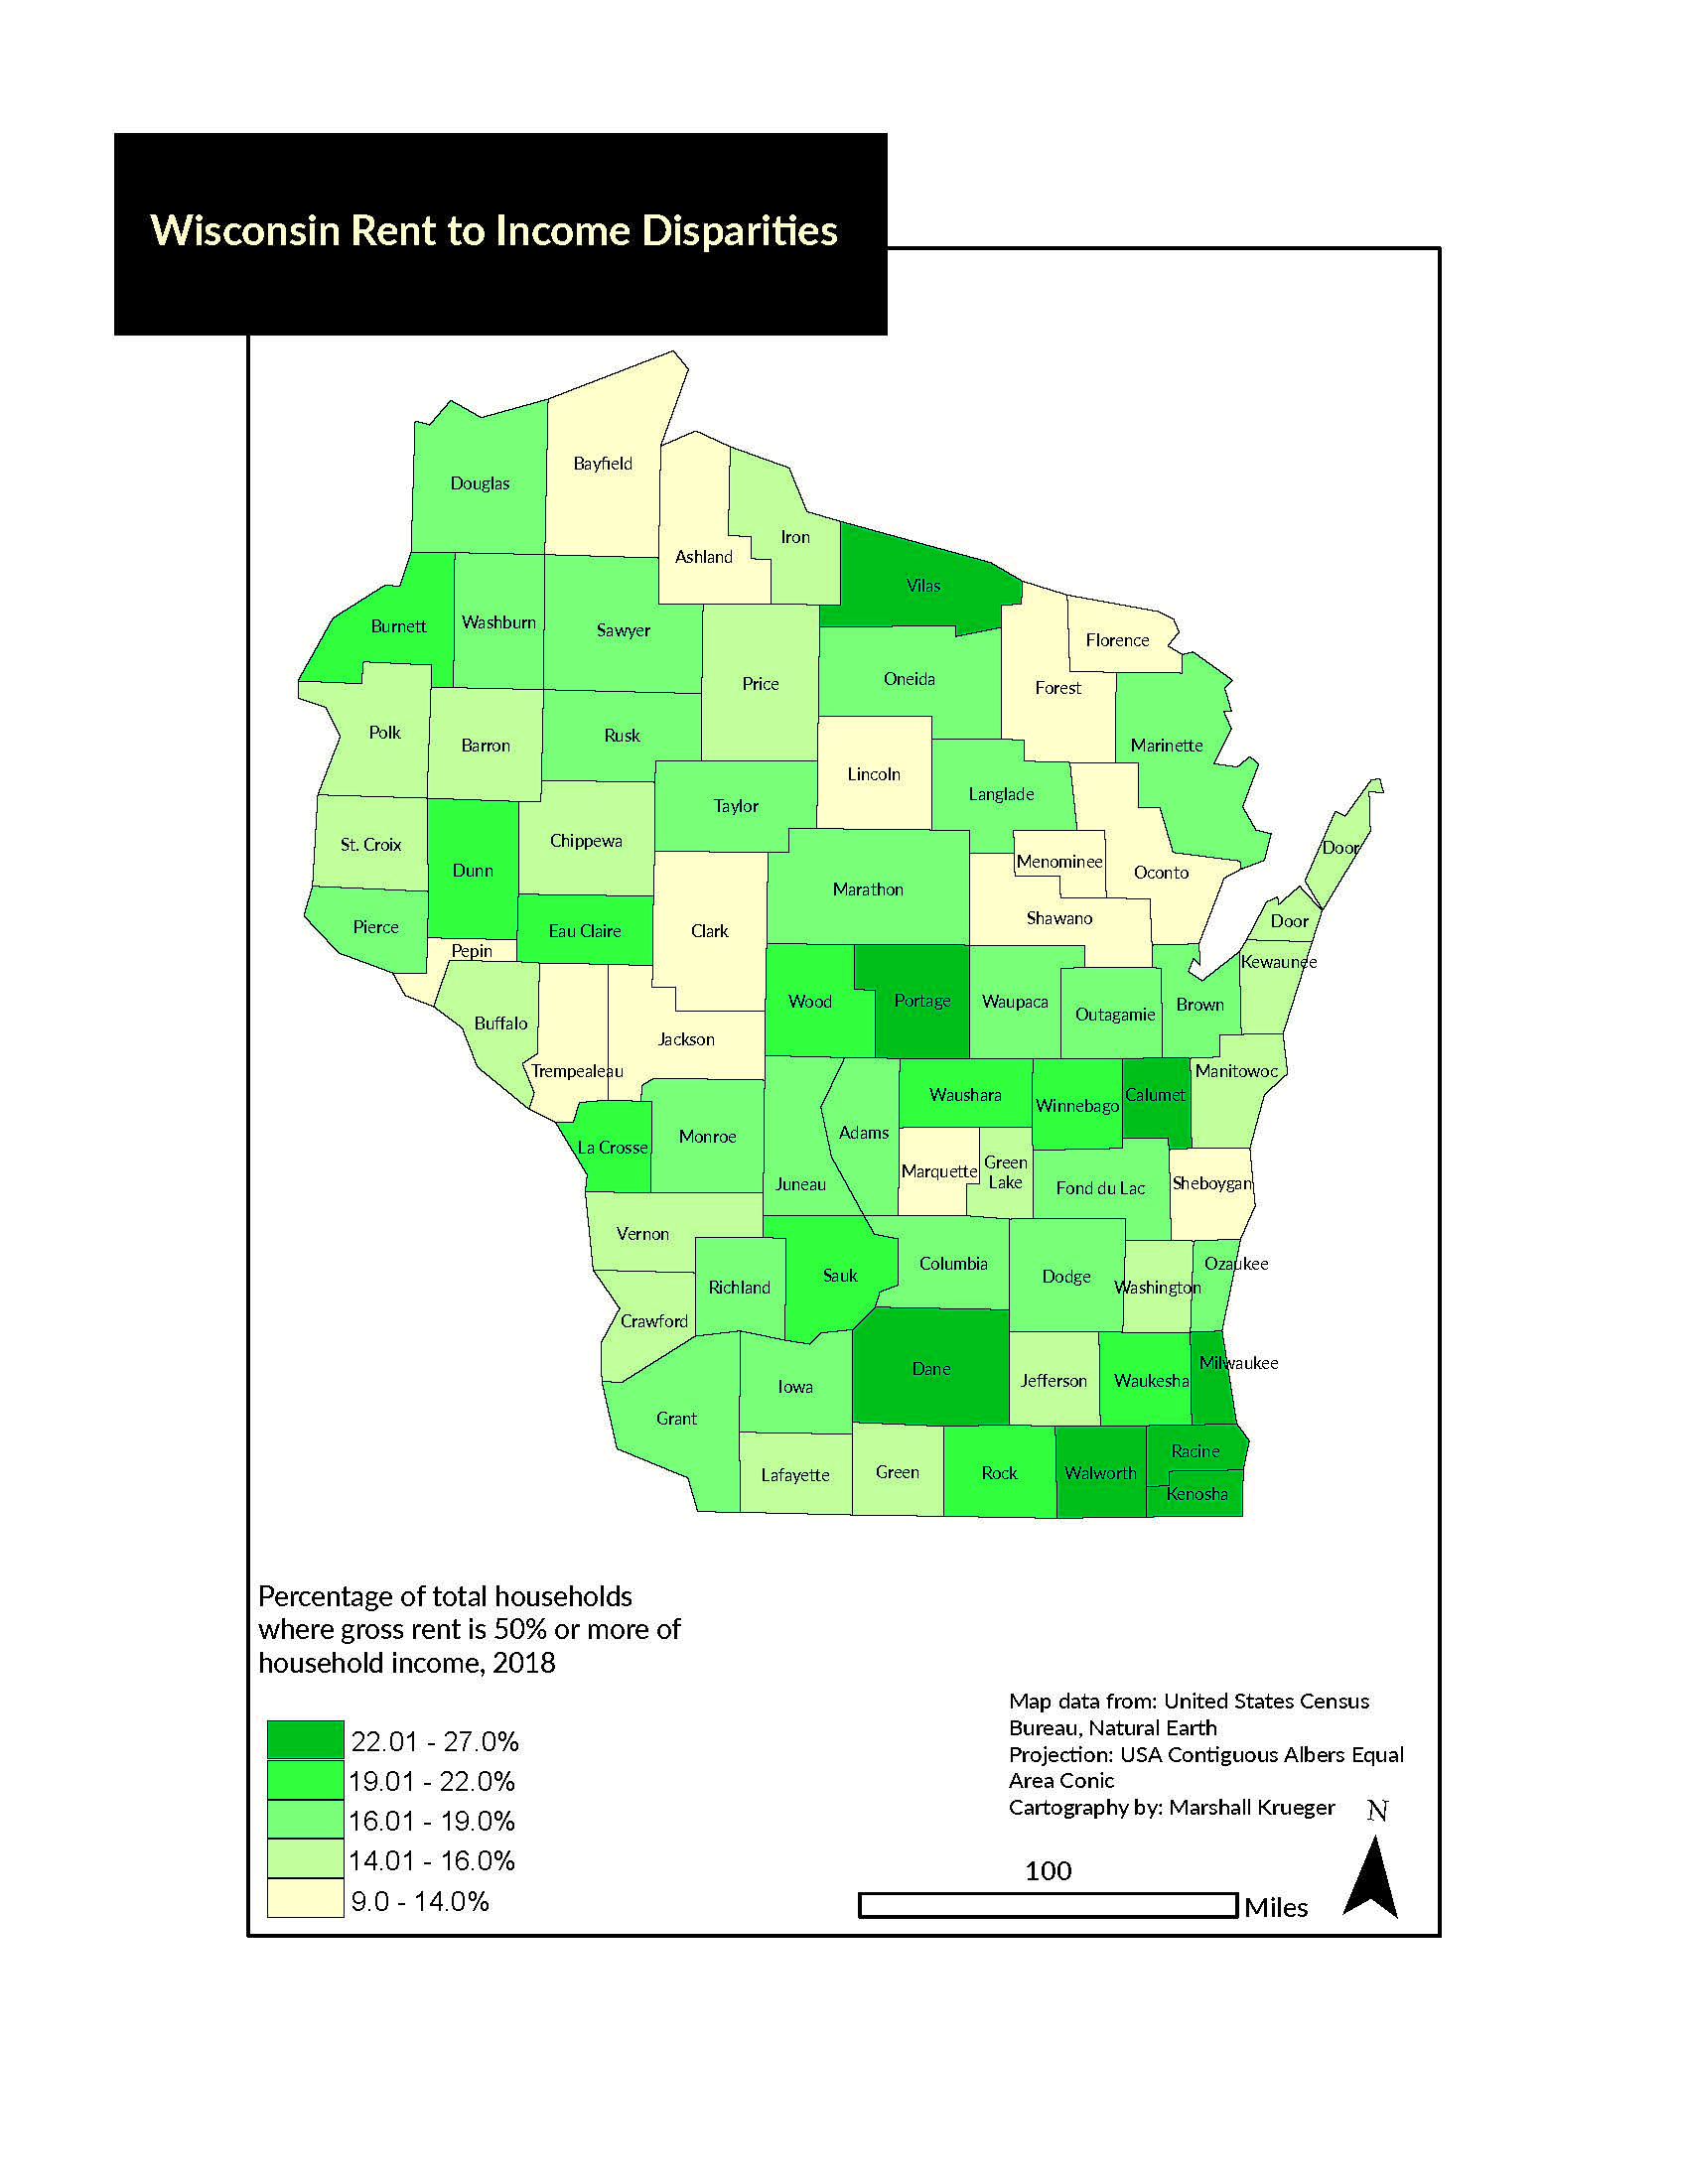 Wisconsin Rent to Income Disparities
Bayfield
Douglas
Iron
Ashland
Vilas
Burnett
Washburn
Sawyer
Florence
Price
Oneida
Forest
Polk
Barron
Rusk
Marinette
Lincoln
Langlade
Taylor
St. Croix
Chippewa
Door
Dunn
Menominee
Oconto
Marathon
Pierce
Eau Claire
Clark
Shawano
Door
Pepin
Kewaunee
Wood
Portage
Waupaca
Outagamie
Brown
Buffalo
Jackson
Trempealeau
Manitowoc
Waushara
Winnebago
Calumet
La Crosse
Monroe
Adams
Juneau
Marquette
Green
Lake
Fond du Lac
Sheboygan
Vernon
Richland
Sauk
Columbia
Dodge
Washington
Ozaukee
Crawford
Dane
Jefferson
Waukesha
Milwaukee
Iowa
Grant
Lafayette
Green
Rock
Walworth
Racine
Kenosha
Percentage of total households
where gross rent is 50% or more of
household income, 2018
22.01 - 27.0%
19.01 - 22.0%
16.01 - 19.0%
14.01 - 16.0%
9.0 - 14.0%
Map data from: United States Census
Bureau, Natural Earth
Projection: USA Contiguous Albers Equal
Area Conic
Cartography by: Marshall Krueger
N
100
Miles